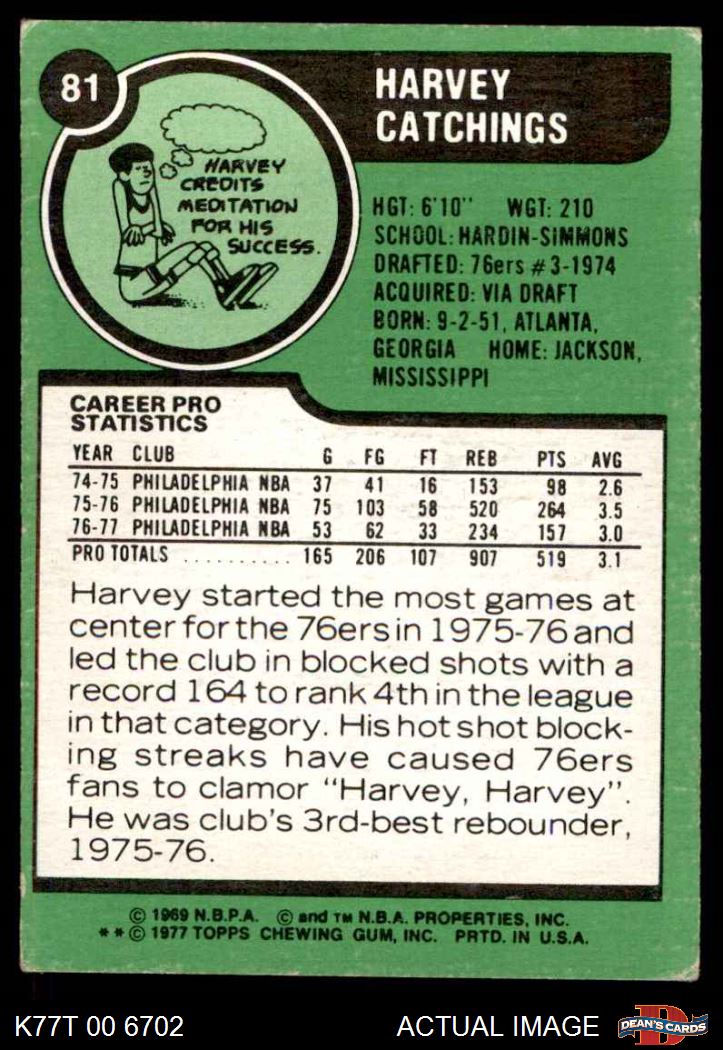 81
HARVEY
CATCHINGS
HARVEY
CREDITS
MEDITATION
FOR HIS
SUCCESS.
HGT: 6'10" WGT: 210
SCHOOL: HARDIN-SIMMONS
DRAFTED: 76ers #3-1974
ACQUIRED: VIA DRAFT
BORN: 9-2-51, ATLANTA,
GEORGIA HOME: JACKSON,
MISSISSIPPI
CAREER PRO
STATISTICS
YEAR CLUB G FG FT REB PTS AVG
74-75 PHILADELPHIA NBA 37 41 16 153 98 2.6
75-76 PHILADELPHIA NBA 75 103 58 520 264 3.5
76-77 PHILADELPHIA NBA 53 62 33 234 157 3.0
PRO TOTALS .......... 165 206 107 907 519 3.1
Harvey started the most games at
center for the 76ers in 1975-76 and
led the club in blocked shots with a
record 164 to rank 4th in the league
in that category. His hot shot block-
ing streaks have caused 76ers
fans to clamor "Harvey, Harvey".
He was club's 3rd-best rebounder,
1975-76.
© 1969 N.B.P.A. © and TM N.B.A. PROPERTIES, INC.
**© 1977 TOPPS CHEWING GUM, INC. PRTD. IN U.S.A.
K77T 00 6702 ACTUAL IMAGE D DEAN'S CARDS